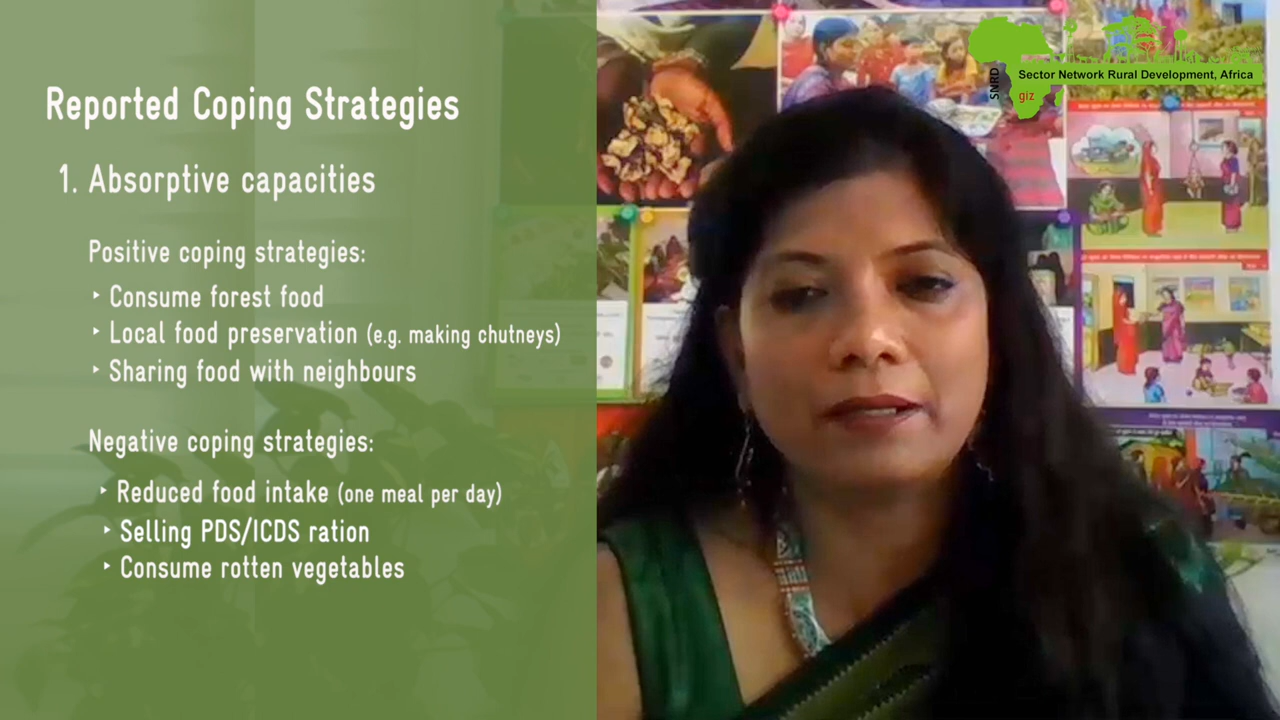 Reported Coping Strategies
1. Absorptive capacities
Positive coping strategies:
‣ Consume forest food
‣ Local food preservation (e.g. making chutneys)
‣ Sharing food with neighbours
Negative coping strategies:
‣ Reduced food intake (one meal per day)
‣ Selling PDS/ICDS ration
‣ Consume rotten vegetables
SNRD
Sector Network Rural Development, Africa
giz